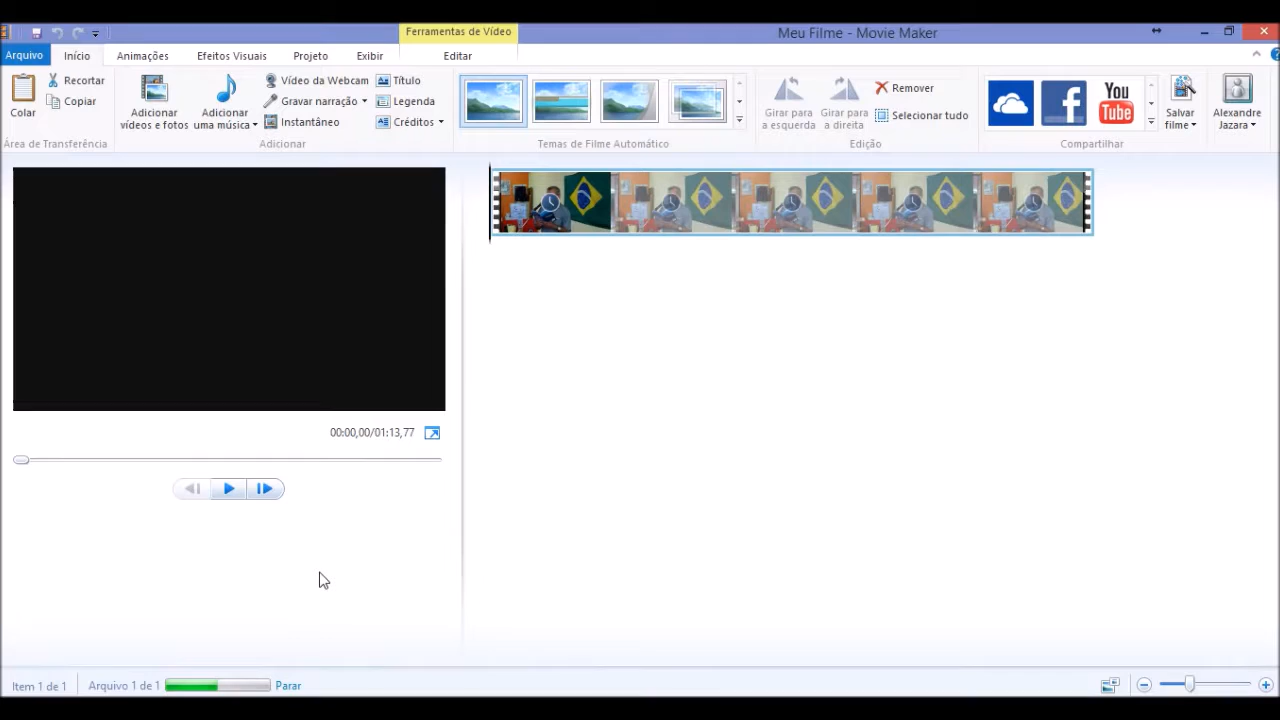 Ferramentas de Vídeo
Meu Filme - Movie Maker
Arquivo Início Animações Efeitos Visuais Projeto Exibir Editar
Colar
Recortar
Copiar
Área de Transferência
Adicionar
vídeos e fotos
Adicionar
uma música
Vídeo da Webcam
Gravar narração
Instantâneo
Título
Legenda
Créditos
Adicionar
Temas de Filme Automático
Girar para
a esquerda
Girar para
a direita
Remover
Selecionar tudo
Edição
You
Tube
Compartilhar
Salvar
filme
Alexandre
Jazara
00:00,00/01:13,77
Item 1 de 1
Arquivo 1 de 1
Parar